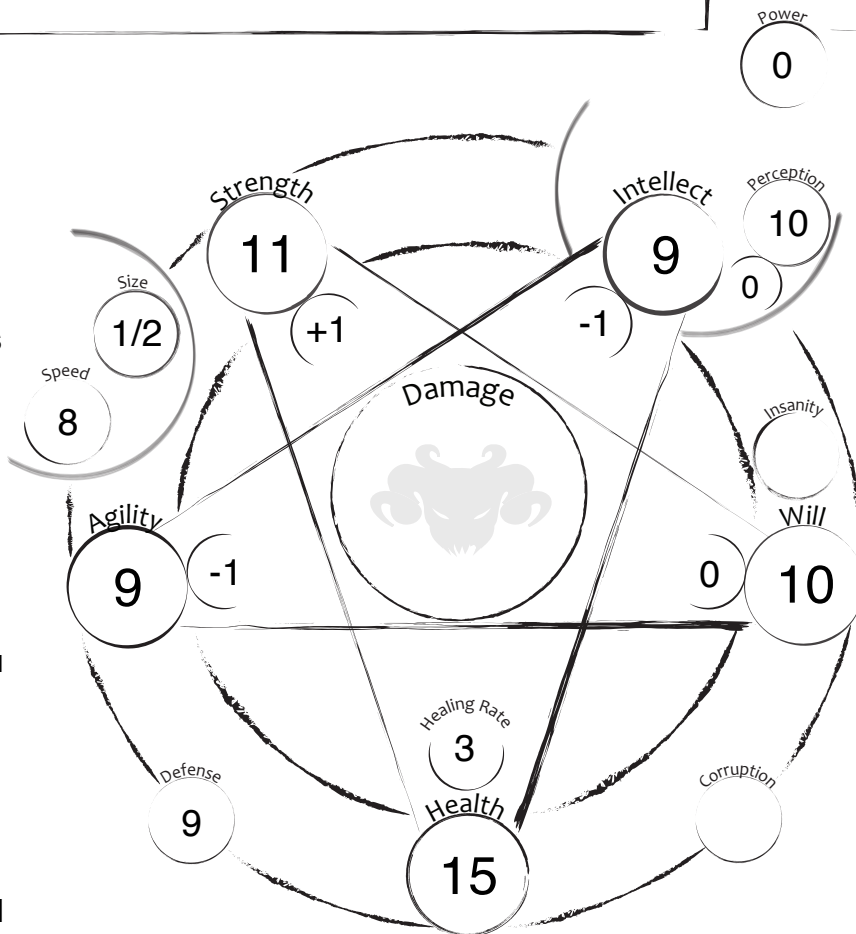 Power
0
Strength
11
+1
Intellect
9
-1
Perception
10
0
Size
1/2
Speed
8
Damage
Insanity
Agility
9
-1
Will
10
0
Healing Rate
3
Health
15
Defense
9
Corruption